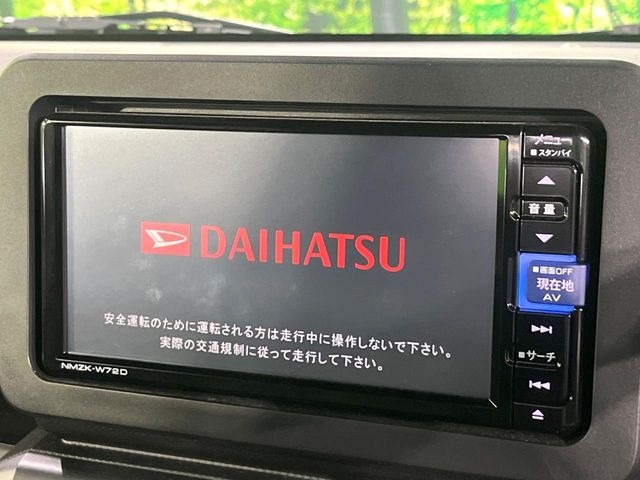 DAIHATSU
安全運転のために運転される方は走行中に操作しないで下さい。
実際の交通規制に従って走行して下さい。
NMZK-W72D
メニュー
■スタンバイ
音量
■画面OFF
現在地
AV
■サーチ